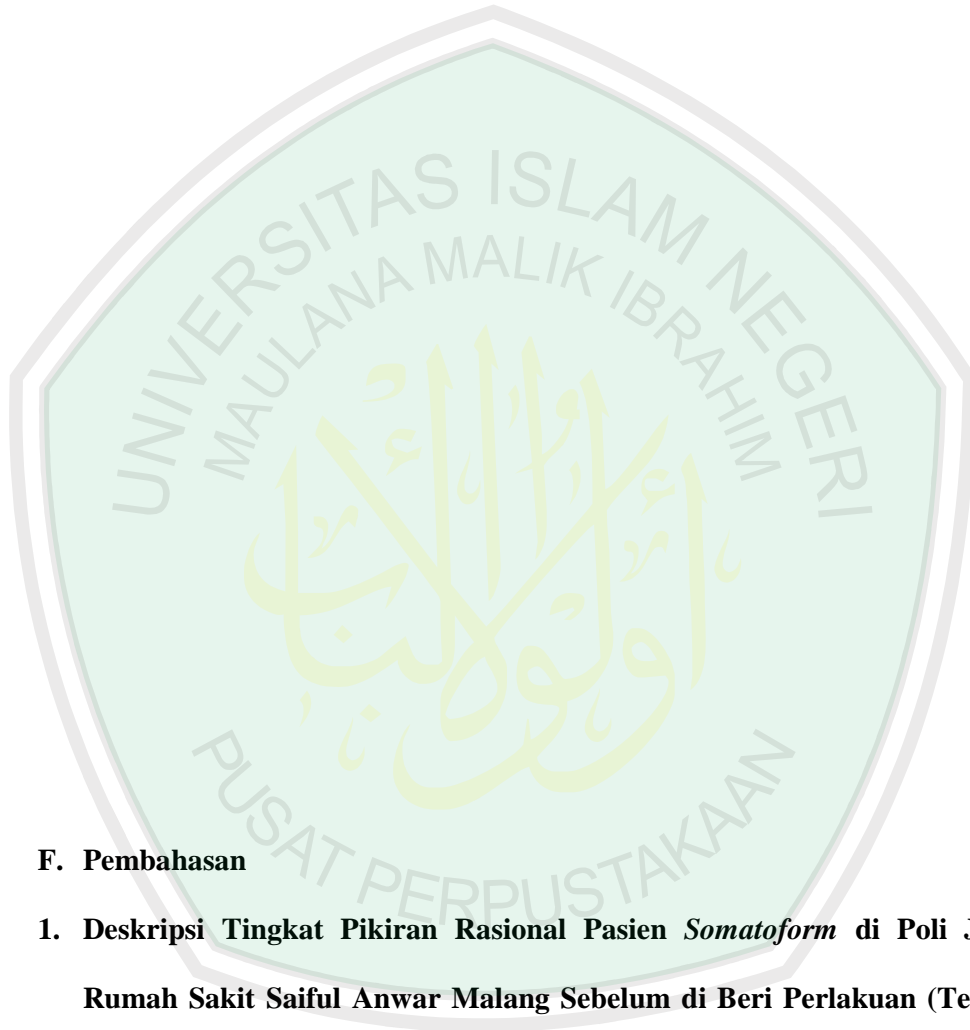 UNIVERSITAS ISLAM NEGERI
MAULANA MALIK IBRAHIM
PUSAT PERPUSTAKAAN
F. Pembahasan
1. Deskripsi Tingkat Pikiran Rasional Pasien Somatoform di Poli J
Rumah Sakit Saiful Anwar Malang Sebelum di Beri Perlakuan (Te